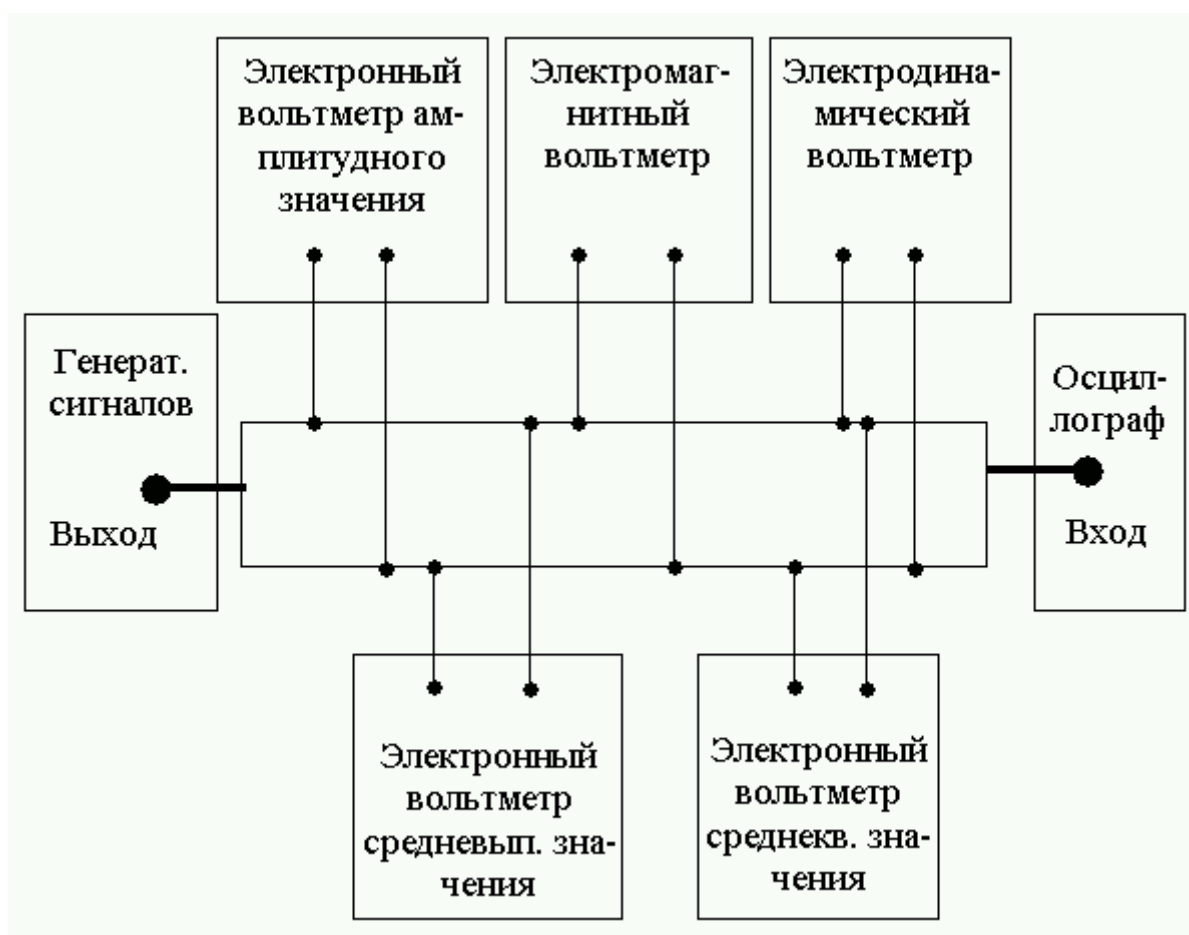 Электронный
вольтметр ам-
плитудного
значения
Электромаг-
нитный
вольтметр
Электродина-
мический
вольтметр
Генерат.
сигналов
Выход
Осцил-
лограф
Вход
Электронный
вольтметр
средневып. зна-
чения
Электронный
вольтметр
среднекв. зна-
чения